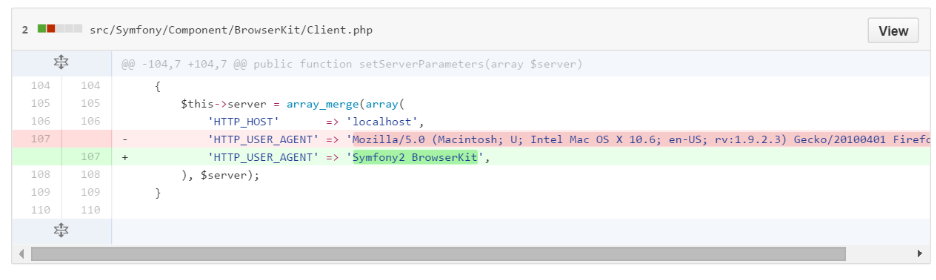 2 src/Symfony/Component/BrowserKit/Client.php View
@@ -104,7 +104,7 @@ public function setServerParameters(array $server)
104 104 {
105 105 $this->server = array_merge(array(
106 106 'HTTP_HOST' => 'localhost',
107 - 'HTTP_USER_AGENT' => 'Mozilla/5.0 (Macintosh; U; Intel Mac OS X 10.6; en-US; rv:1.9.2.3) Gecko/20100401 Firefo
107 + 'HTTP_USER_AGENT' => 'Symfony2 BrowserKit',
108 108 ), $server);
109 109 }
110 110